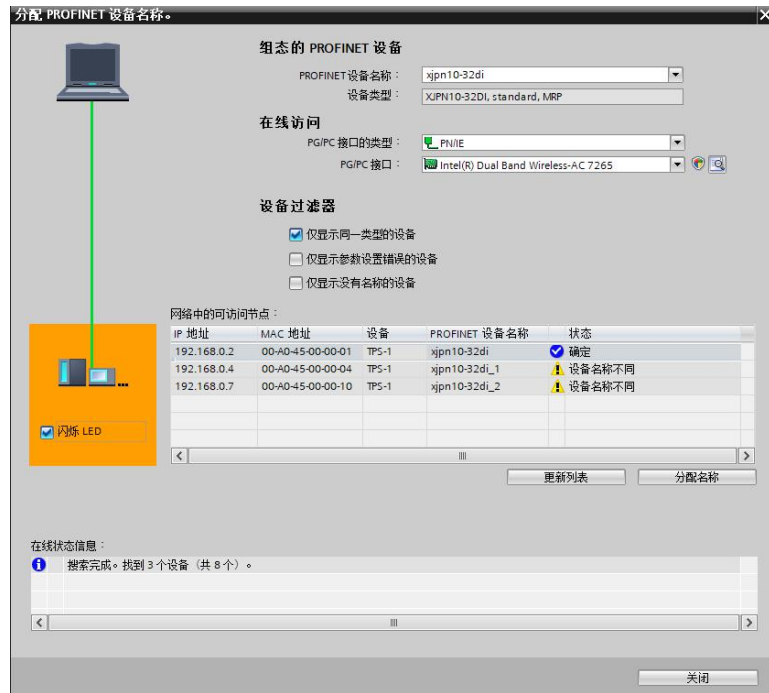 分配 PROFINET 设备名称。
组态的 PROFINET 设备
PROFINET设备名称： xjpn10-32di
设备类型： XJPN10-32DI, standard, MRP
在线访问
PG/PC 接口的类型： PN/IE
PG/PC 接口： Intel(R) Dual Band Wireless-AC 7265
设备过滤器
仅显示同一类型的设备
仅显示参数设置错误的设备
仅显示没有名称的设备
网络中的可访问节点：
IP 地址 MAC 地址 设备 PROFINET 设备名称 状态
192.168.0.2 00-A0-45-00-00-01 TPS-1 xjpn10-32di 确定
192.168.0.4 00-A0-45-00-00-04 TPS-1 xjpn10-32di_1 设备名称不同
192.168.0.7 00-A0-45-00-00-10 TPS-1 xjpn10-32di_2 设备名称不同
闪烁 LED
更新列表 分配名称
在线状态信息：
搜索完成。找到 3 个设备（共 8 个）。
关闭